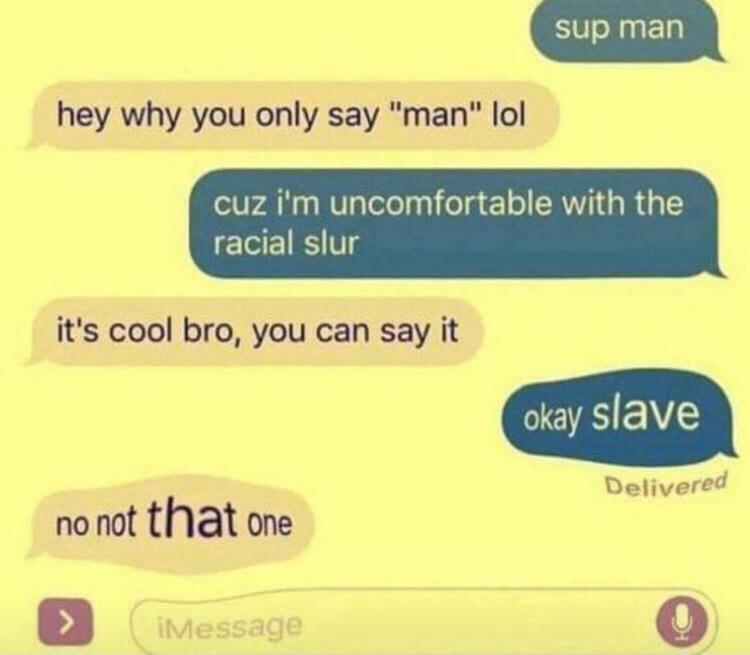 sup man
hey why you only say "man" lol
cuz i'm uncomfortable with the
racial slur
it's cool bro, you can say it
okay slave
Delivered
no not that one
iMessage